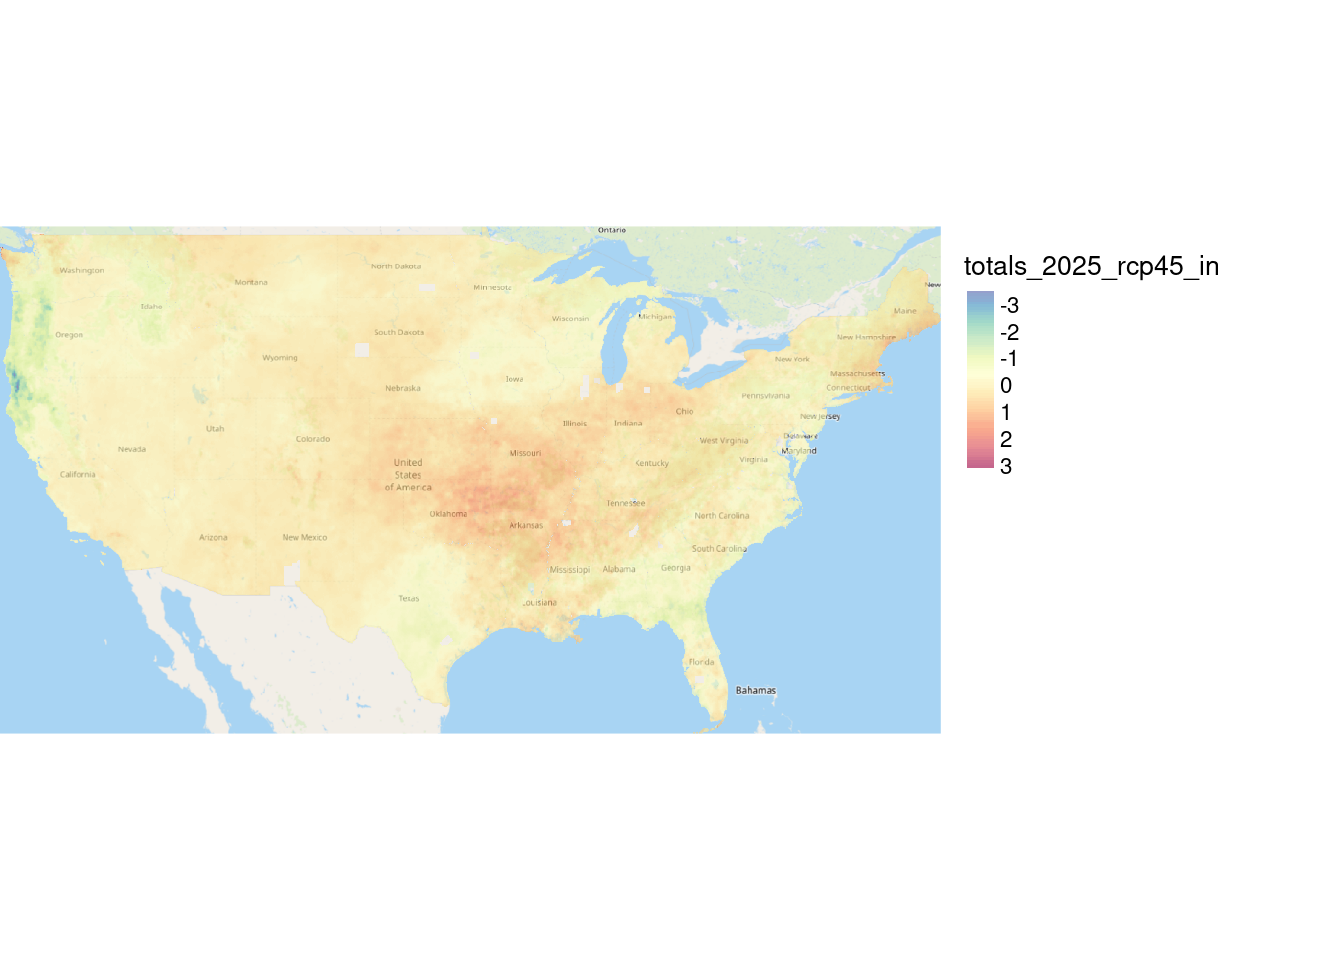 Ontario
totals_2025_rcp45_in
Washington
North Dakota
Montana
Minnesota
New
-3
Idaho
Maine
Wisconsin
Michigan
-2
Oregon
South Dakota
New Hampshire
Wyoming
New York
-1
Iowa
Massachusetts
Nebraska
Connecticut
0
Pennsylvania
Ohio
New Jersey
1
Utah
Illinois
Indiana
Colorado
West Virginia
Delaware
2
Nevada
Missouri
Maryland
United
States
of America
Kentucky
Virginia
3
California
Tennessee
Oklahoma
North Carolina
Arkansas
Arizona
New Mexico
South Carolina
Mississippi
Alabama
Georgia
Texas
Louisiana
Florida
Bahamas